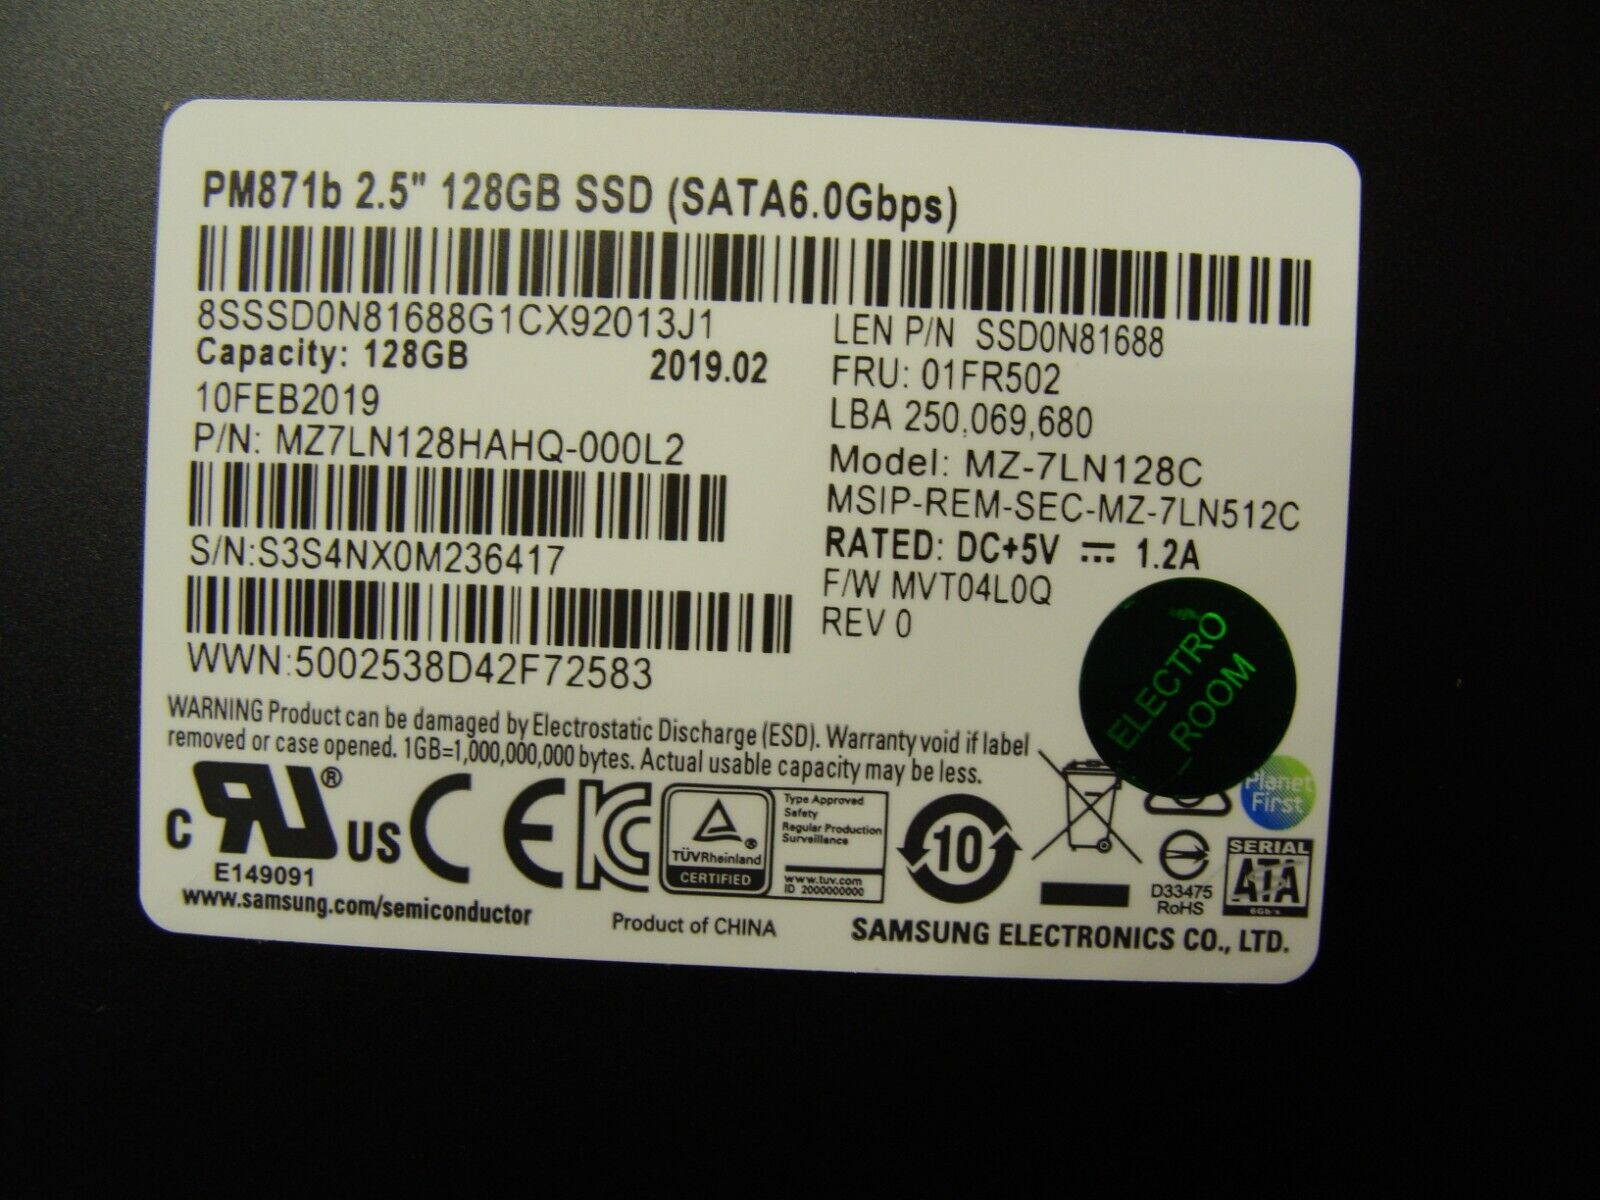 PM871b 2.5" 128GB SSD (SATA6.0Gbps)
8SSSD0N81688G1CX92013J1
Capacity: 128GB 2019.02
10FEB2019
P/N: MZ7LN128HAHQ-000L2
S/N:S3S4NX0M236417
WWN:5002538D42F72583
LEN P/N SSD0N81688
FRU: 01FR502
LBA 250,069,680
Model: MZ-7LN128C
MSIP-REM-SEC-MZ-7LN512C
RATED: DC+5V ⎓ 1.2A
F/W MVT04L0Q
REV 0
ELECTRO
_ROOM
WARNING Product can be damaged by Electrostatic Discharge (ESD). Warranty void if label
removed or case opened. 1GB=1,000,000,000 bytes. Actual usable capacity may be less.
c RU ® US
E149091
CE
KC
TÜVRheinland
CERTIFIED
Type Approved
Safety
Regular Production
Surveillance
www.tuv.com
ID 2000000000
10
Planet
First
D33475
RoHS
SERIAL
ATA
6Gb/s
www.samsung.com/semiconductor
Product of CHINA
SAMSUNG ELECTRONICS CO., LTD.